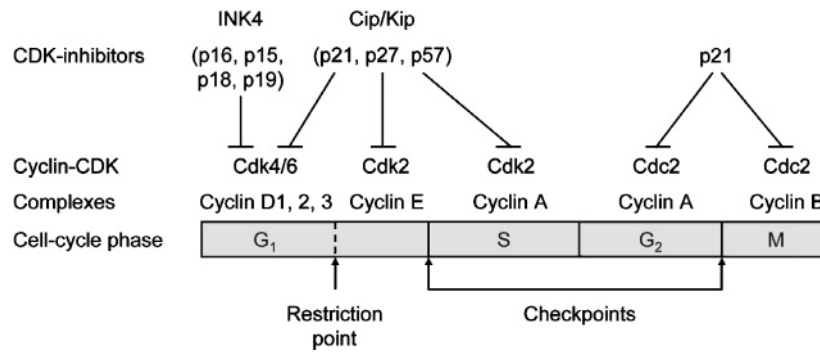 INK4 Cip/Kip
CDK-inhibitors (p16, p15, (p21, p27, p57) p21
p18, p19)
Cyclin-CDK Cdk4/6 Cdk2 Cdk2 Cdc2 Cdc2
Complexes Cyclin D1, 2, 3 Cyclin E Cyclin A Cyclin A Cyclin B
Cell-cycle phase G₁ S G₂ M
Restriction Checkpoints
point